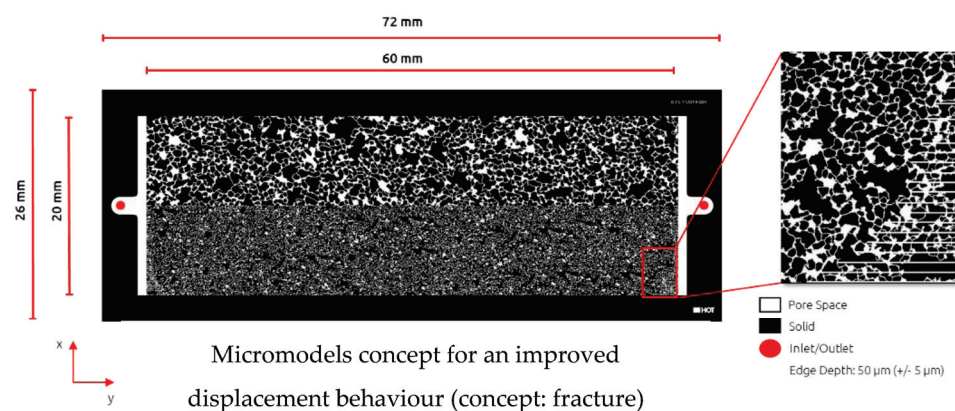 72 mm
60 mm
26 mm
20 mm
HOT
Pore Space
Solid
Inlet/Outlet
Edge Depth: 50 µm (+/- 5 µm)
x
y
Micromodels concept for an improved
displacement behaviour (concept: fracture)